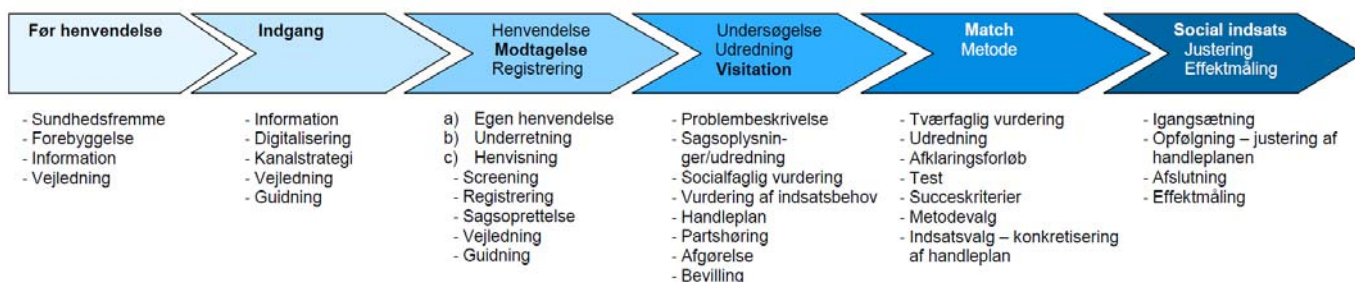 Før henvendelse
- Sundhedsfremme
- Forebyggelse
- Information
- Vejledning
Indgang
- Information
- Digitalisering
- Kanalstrategi
- Vejledning
- Guidning
Henvendelse
Modtagelse
Registrering
a) Egen henvendelse
b) Underretning
c) Henvisning
- Screening
- Registrering
- Sagsoprettelse
- Vejledning
- Guidning
Undersøgelse
Udredning
Visitation
- Problembeskrivelse
- Sagsoplysnin-
ger/udredning
- Socialfaglig vurdering
- Vurdering af indsatsbehov
- Handleplan
- Partshøring
- Afgørelse
- Bevilling
Match
Metode
- Tværfaglig vurdering
- Udredning
- Afklaringsforløb
- Test
- Succeskriterier
- Metodevalg
- Indsatsvalg – konkretisering
af handleplan
Social indsats
Justering
Effektmåling
- Igangsætning
- Opfølgning – justering af
handleplanen
- Afslutning
- Effektmåling